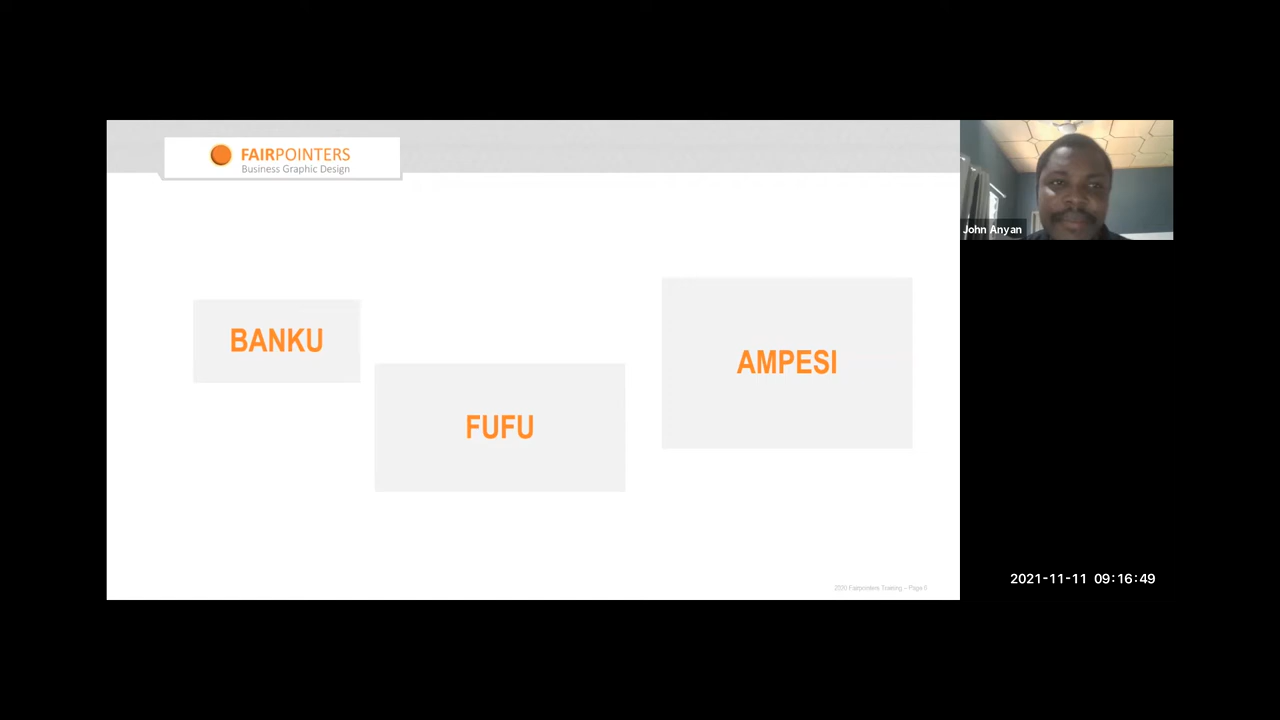 FAIRPOINTERS
Business Graphic Design
John Anyan
BANKU
AMPESI
FUFU
2021-11-11 09:16:49